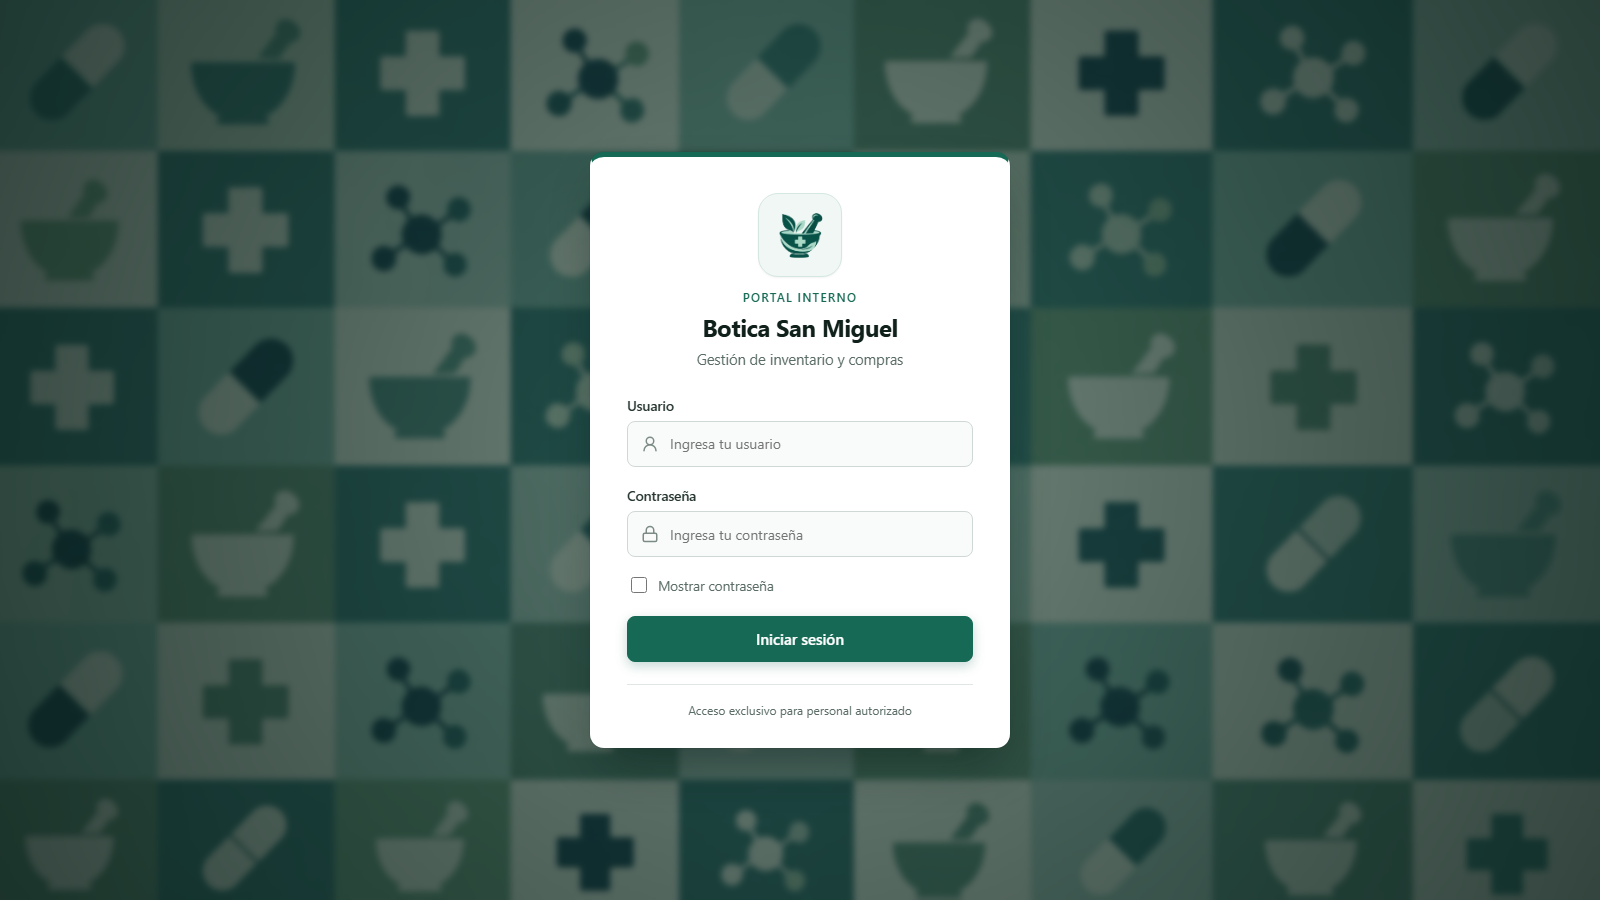 PORTAL INTERNO
Botica San Miguel
Gestión de inventario y compras
Usuario
Ingresa tu usuario
Contraseña
Ingresa tu contraseña
Mostrar contraseña
Iniciar sesión
Acceso exclusivo para personal autorizado